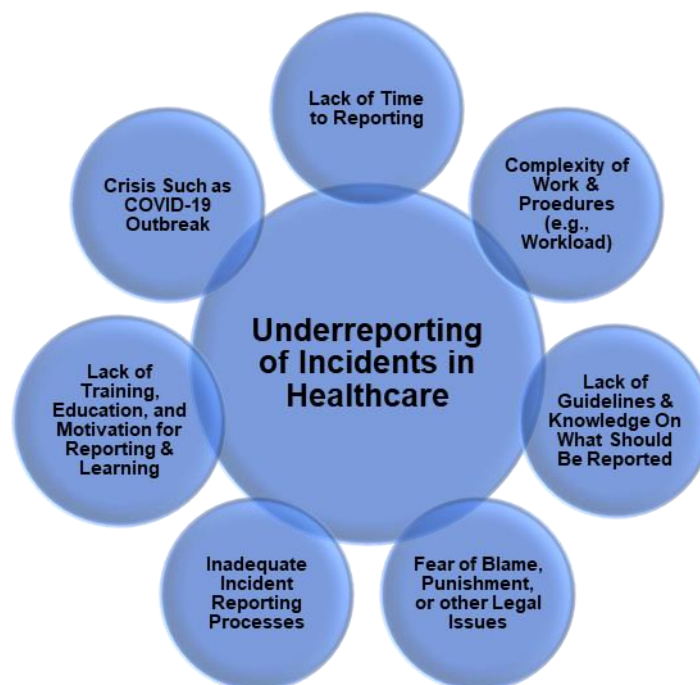 Lack of Time
to Reporting
Complexity of
Work &
Proedures
(e.g.,
Workload)
Lack of
Guidelines &
Knowledge On
What Should
Be Reported
Fear of Blame,
Punishment,
or other Legal
Issues
Inadequate
Incident
Reporting
Processes
Lack of
Training,
Education, and
Motivation for
Reporting &
Learning
Crisis Such as
COVID-19
Outbreak
Underreporting
of Incidents in
Healthcare